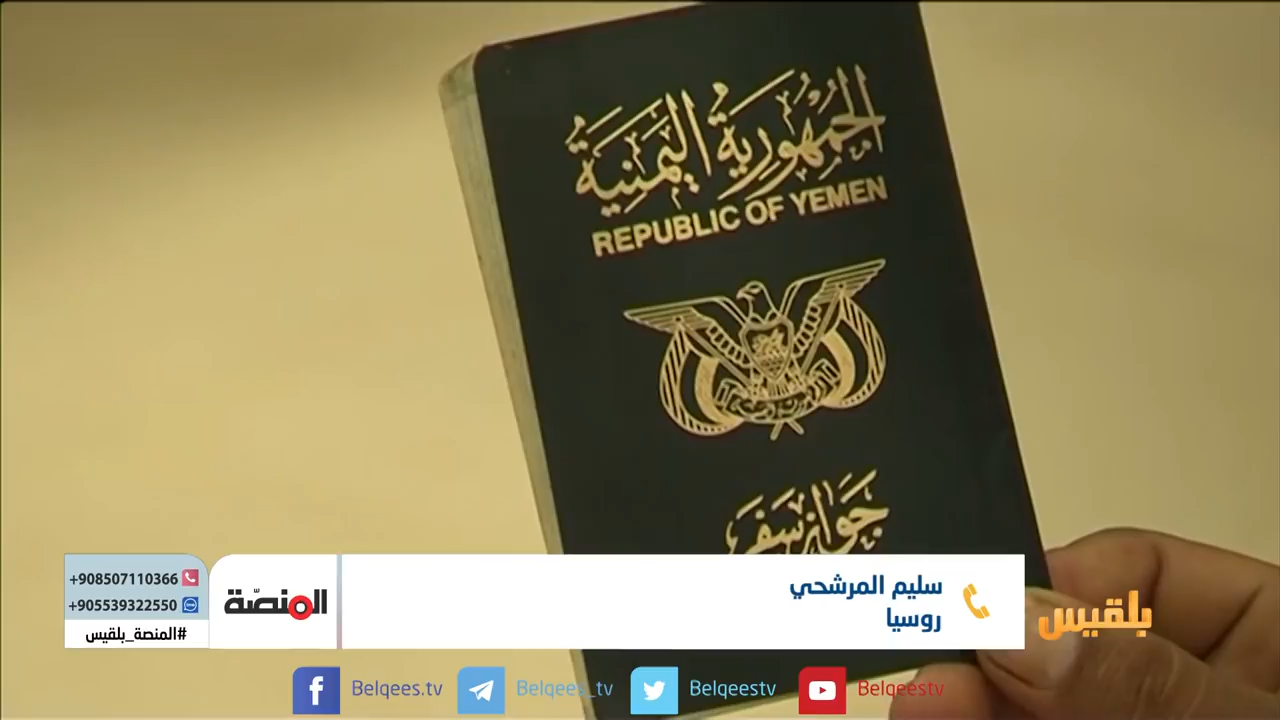 الجمهورية اليمنية
REPUBLIC OF YEMEN
جواز سفر
سليم المرشحي
روسيا
المنصّة
+908507110366
+905539322550
#المنصة_بلقيس
بلقيس
Belqees.tv
Belqees_tv
Belqeestv
Belqeestv